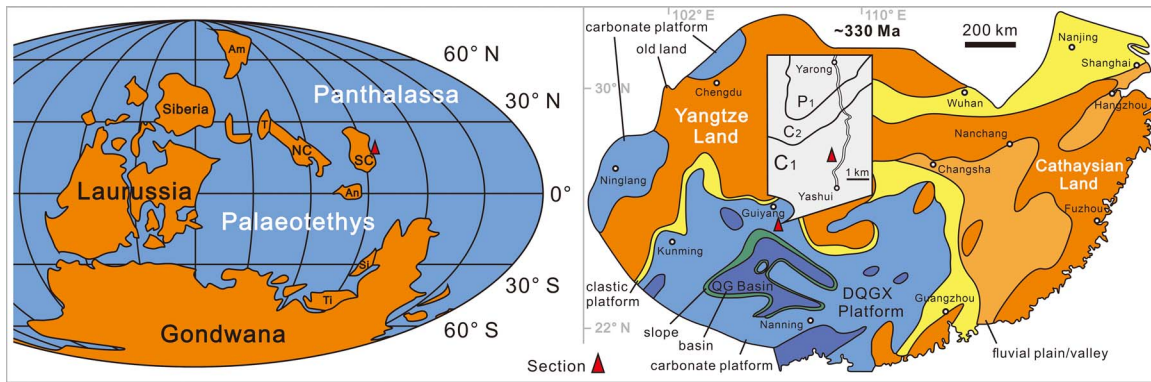 60° N
30° N
0°
30° S
60° S
Am
Panthalassa
Siberia
T
NC
SC
An
Laurussia
Palaeotethys
Si
Ti
Gondwana
Section
102° E
110° E
~330 Ma
200 km
30° N
22° N
carbonate platform
old land
Chengdu
Yangtze
Land
Ninglang
Kunming
Guiyang
clastic
platform
QG Basin
slope
basin
carbonate platform
Nanning
DQGX
Platform
Guangzhou
fluvial plain/valley
Yarong
P1
C2
C1
1 km
Yashui
Wuhan
Nanjing
Shanghai
Hangzhou
Nanchang
Changsha
Cathaysian
Land
Fuzhou